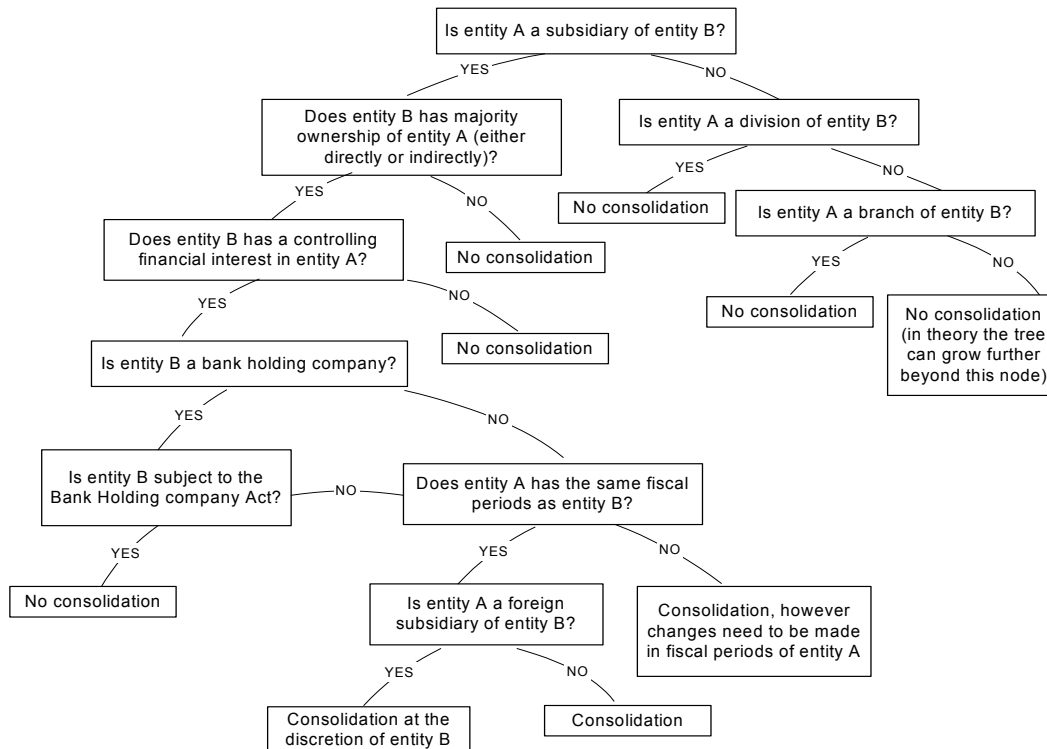 Is entity A a subsidiary of entity B?
YES
NO
Does entity B has majority
ownership of entity A (either
directly or indirectly)?
Is entity A a division of entity B?
YES
NO
YES
NO
No consolidation
Is entity A a branch of entity B?
Does entity B has a controlling
financial interest in entity A?
No consolidation
YES
NO
YES
NO
No consolidation
No consolidation
(in theory the tree
can grow further
beyond this node)
No consolidation
Is entity B a bank holding company?
YES
NO
Is entity B subject to the
Bank Holding company Act?
NO
Does entity A has the same fiscal
periods as entity B?
YES
YES
NO
No consolidation
Is entity A a foreign
subsidiary of entity B?
Consolidation, however
changes need to be made
in fiscal periods of entity A
YES
NO
Consolidation at the
discretion of entity B
Consolidation